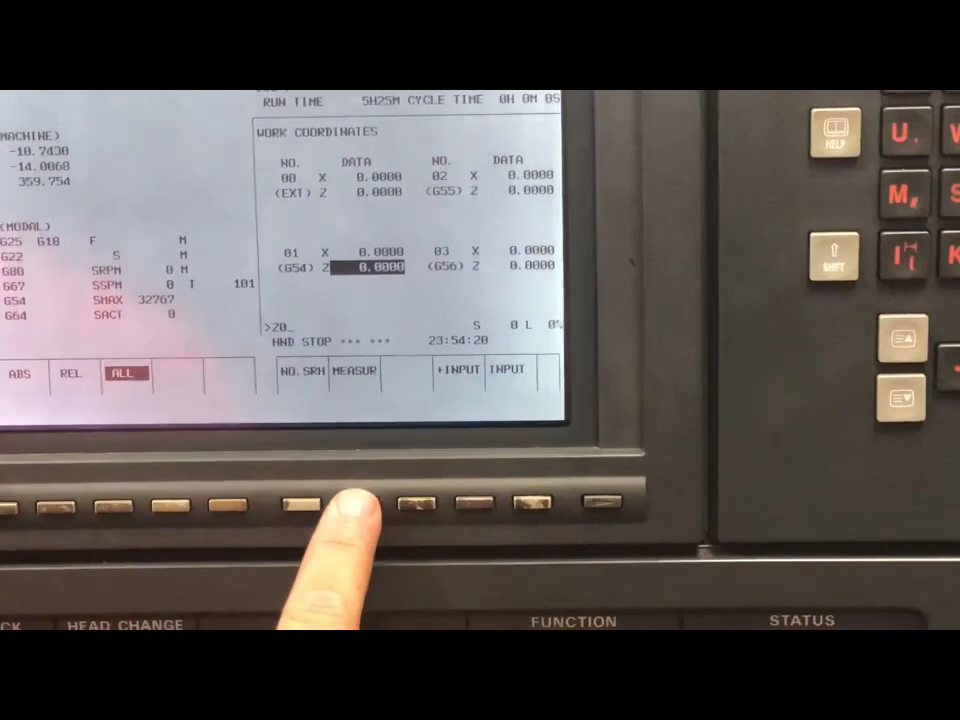 RUN TIME 5H25M CYCLE TIME 0H 0M 0S
MACHINE)
-10.7430
-14.0060
359.754
WORK COORDINATES
NO. DATA NO. DATA
00 X 0.0000 02 X 0.0000
(EXT) Z 0.0000 (G55) Z 0.0000
01 X 0.0000 03 X 0.0000
(G54) Z 0.0000 (G56) Z 0.0000
(MODAL)
G25 G18 F M
G22 S M
G80 SRPM 0 M
G67 SSPM 0 T 101
G54 SMAX 32767
G64 SACT 0
>Z0_ S 0 L 0%
HND STOP *** *** 23:54:20
ABS REL ALL NO.SRH MEASUR +INPUT INPUT
HELP
U,
M#
SHIFT
HEAD CHANGE
FUNCTION
STATUS